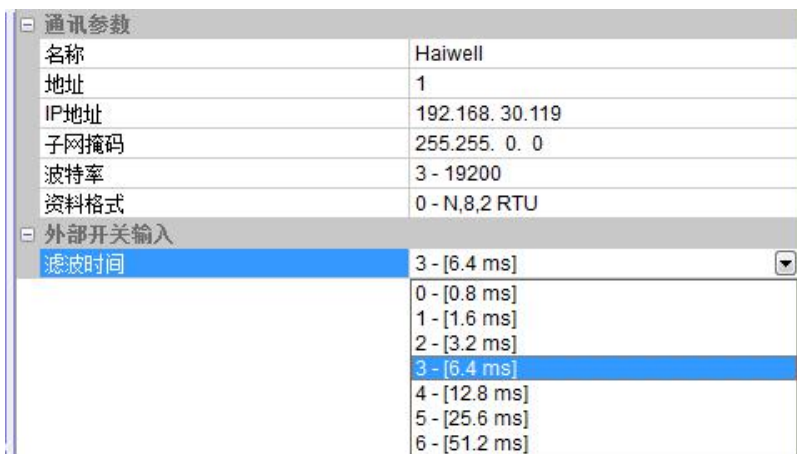 通讯参数
名称 Haiwell
地址 1
IP地址 192.168. 30.119
子网掩码 255.255. 0. 0
波特率 3 - 19200
资料格式 0 - N,8,2 RTU
外部开关输入
滤波时间 3 - [6.4 ms]
0 - [0.8 ms]
1 - [1.6 ms]
2 - [3.2 ms]
3 - [6.4 ms]
4 - [12.8 ms]
5 - [25.6 ms]
6 - [51.2 ms]